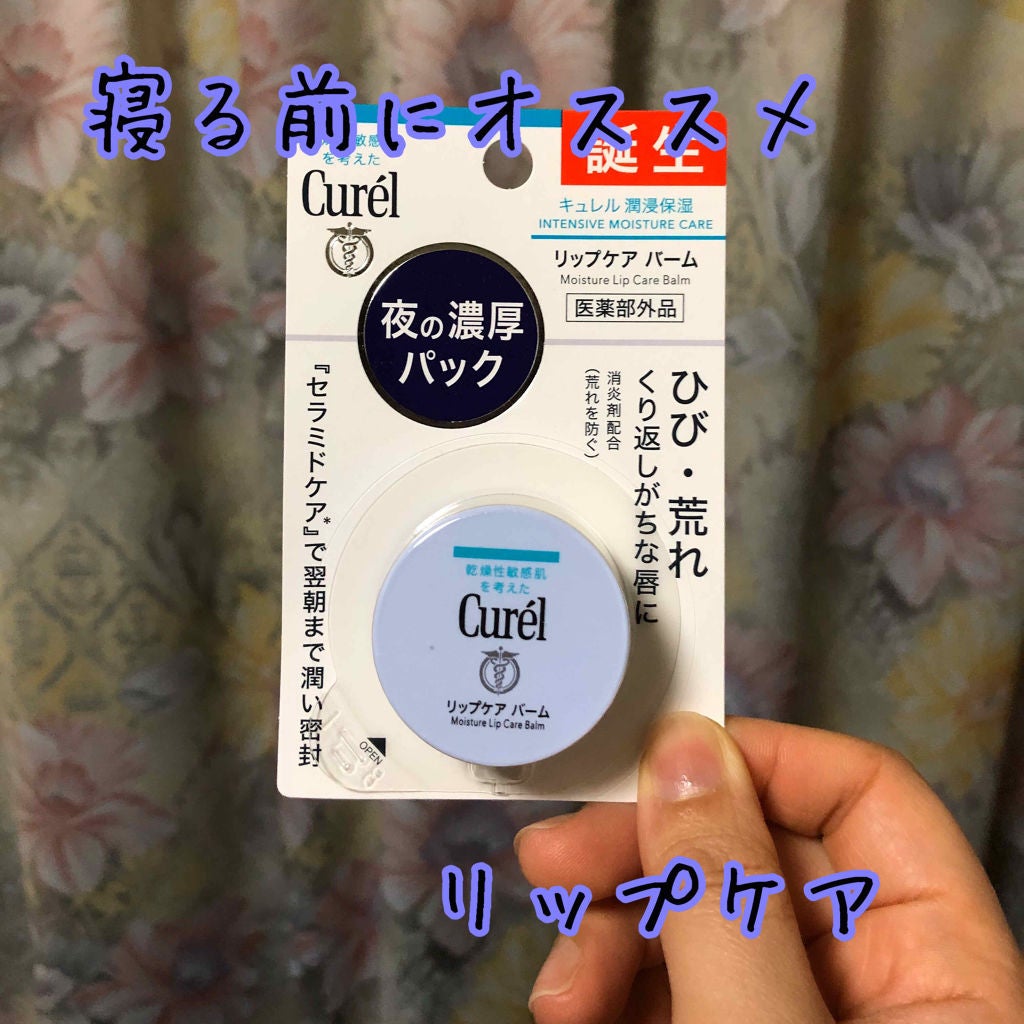 寝る前にオススメ
敏感
を考えた
Curél
誕生
キュレル 潤浸保湿
INTENSIVE MOISTURE CARE
リップケア バーム
Moisture Lip Care Balm
医薬部外品
夜の濃厚
パック
ひび・荒れ
くり返しがちな唇に
消炎剤配合
(荒れを防ぐ)
『セラミドケア』*で翌朝まで潤い密封
乾燥性敏感肌
を考えた
Curél
リップケア バーム
Moisture Lip Care Balm
OPEN
リップケア